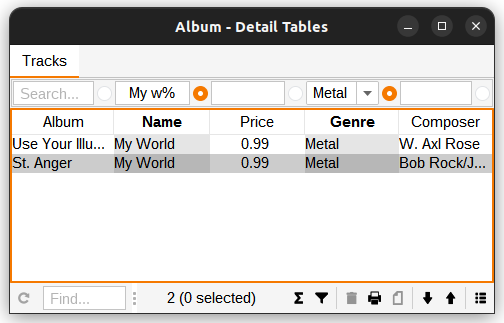 Album - Detail Tables
Tracks
Search... My w% Metal
Album Name Price Genre Composer
Use Your Illu... My World 0.99 Metal W. Axl Rose
St. Anger My World 0.99 Metal Bob Rock/J...
Find... 2 (0 selected)